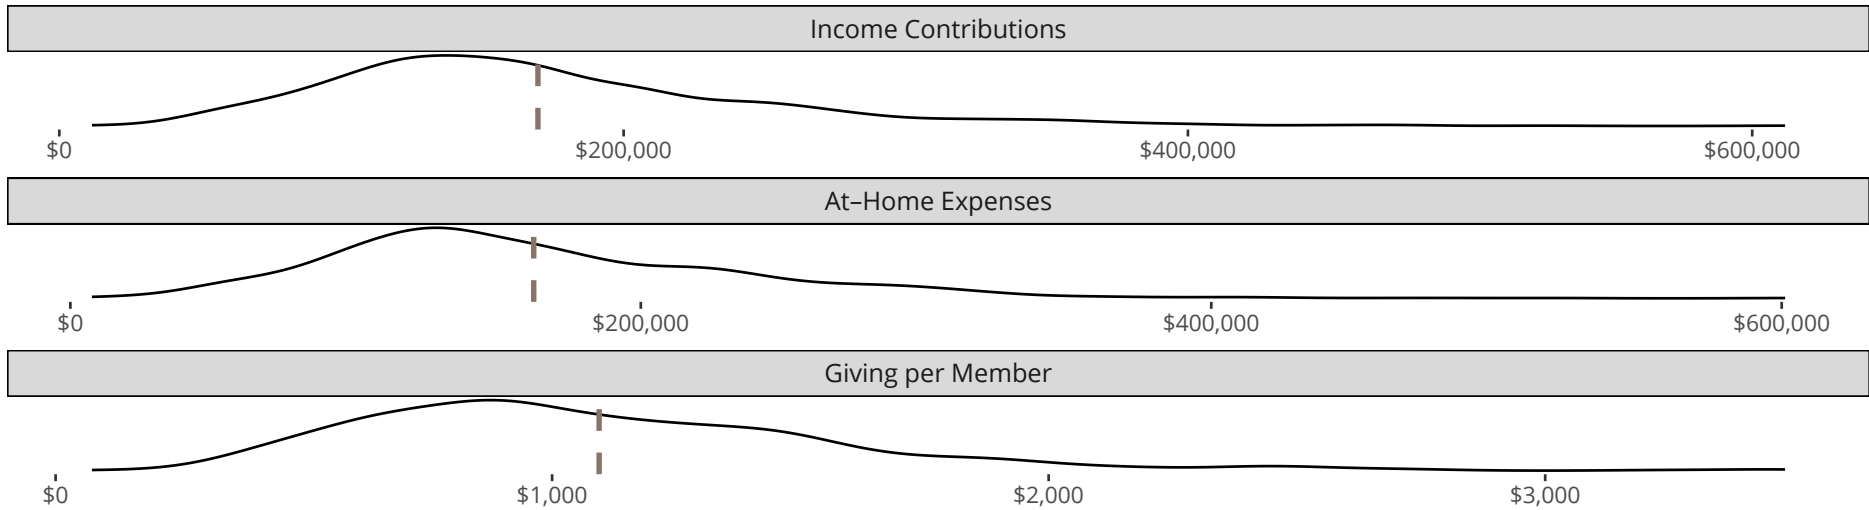 Income Contributions
$0 $200,000 $400,000 $600,000
At–Home Expenses
$0 $200,000 $400,000 $600,000
Giving per Member
$0 $1,000 $2,000 $3,000